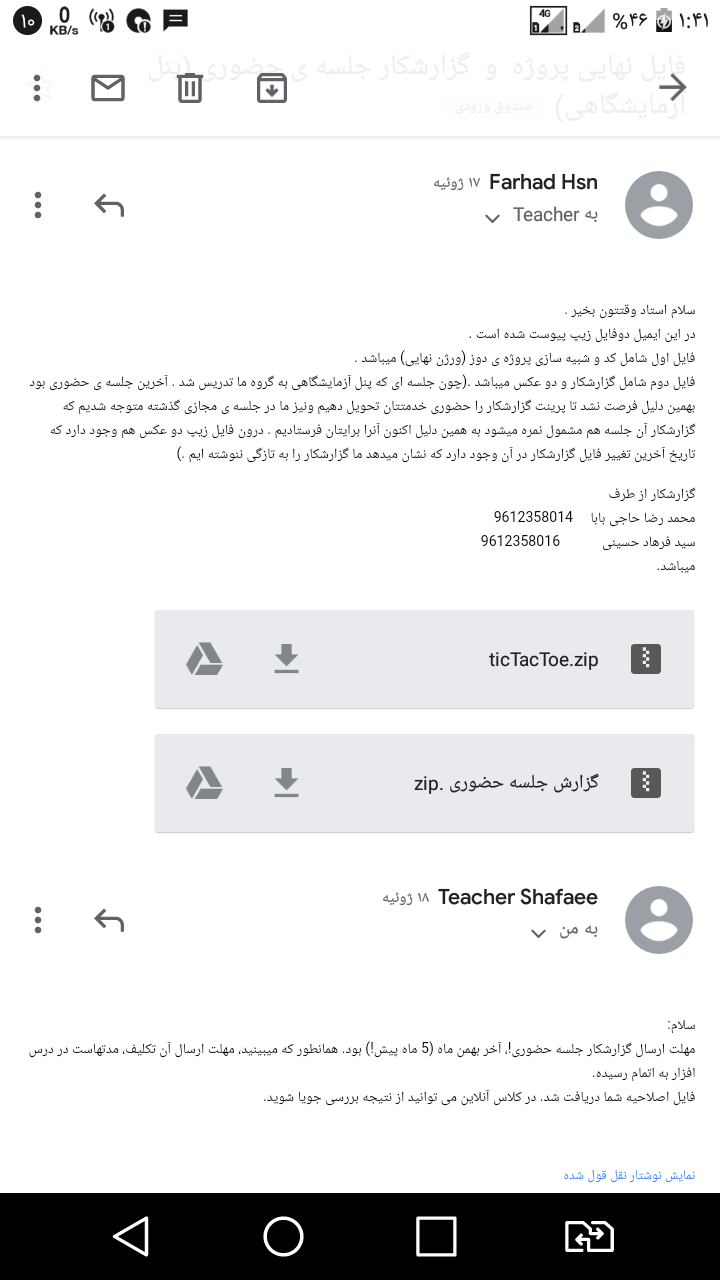 ۱۰ 0 KB/s 4G 1 2 %۴۶ ۱:۴۱
فایل نهایی پروژه و گزارشکار جلسه ی حضوری (پنل
آزمایشگاهی) صندوق ورودی
Farhad Hsn ۱۷ ژوئیه
به Teacher
سلام استاد وقتتون بخیر .
در این ایمیل دوفایل زیپ پیوست شده است .
فایل اول شامل کد و شبیه سازی پروژه ی دوز (ورژن نهایی) میباشد .
فایل دوم شامل گزارشکار و دو عکس میباشد .(چون جلسه ای که پنل آزمایشگاهی به گروه ما تدریس شد . آخرین جلسه ی حضوری بود
بهمین دلیل فرصت نشد تا پرینت گزارشکار را حضوری خدمتتان تحویل دهیم ونیز ما در جلسه ی مجازی گذشته متوجه شدیم که
گزارشکار آن جلسه هم مشمول نمره میشود به همین دلیل اکنون آنرا برایتان فرستادیم . درون فایل زیپ دو عکس هم وجود دارد که
تاریخ آخرین تغییر فایل گزارشکار در آن وجود دارد که نشان میدهد ما گزارشکار را به تازگی ننوشته ایم .)
گزارشکار از طرف
محمد رضا حاجی بابا 9612358014
سید فرهاد حسینی 9612358016
میباشد.
ticTacToe.zip
گزارش جلسه حضوری .zip
Teacher Shafaee ۱۸ ژوئیه
به من
سلام:
مهلت ارسال گزارشکار جلسه حضوری!، آخر بهمن ماه (5 ماه پیش!) بود. همانطور که میبینید، مهلت ارسال آن تکلیف، مدتهاست در درس
افزار به اتمام رسیده.
فایل اصلاحیه شما دریافت شد. در کلاس آنلاین می توانید از نتیجه بررسی جویا شوید.
نمایش نوشتار نقل قول شده